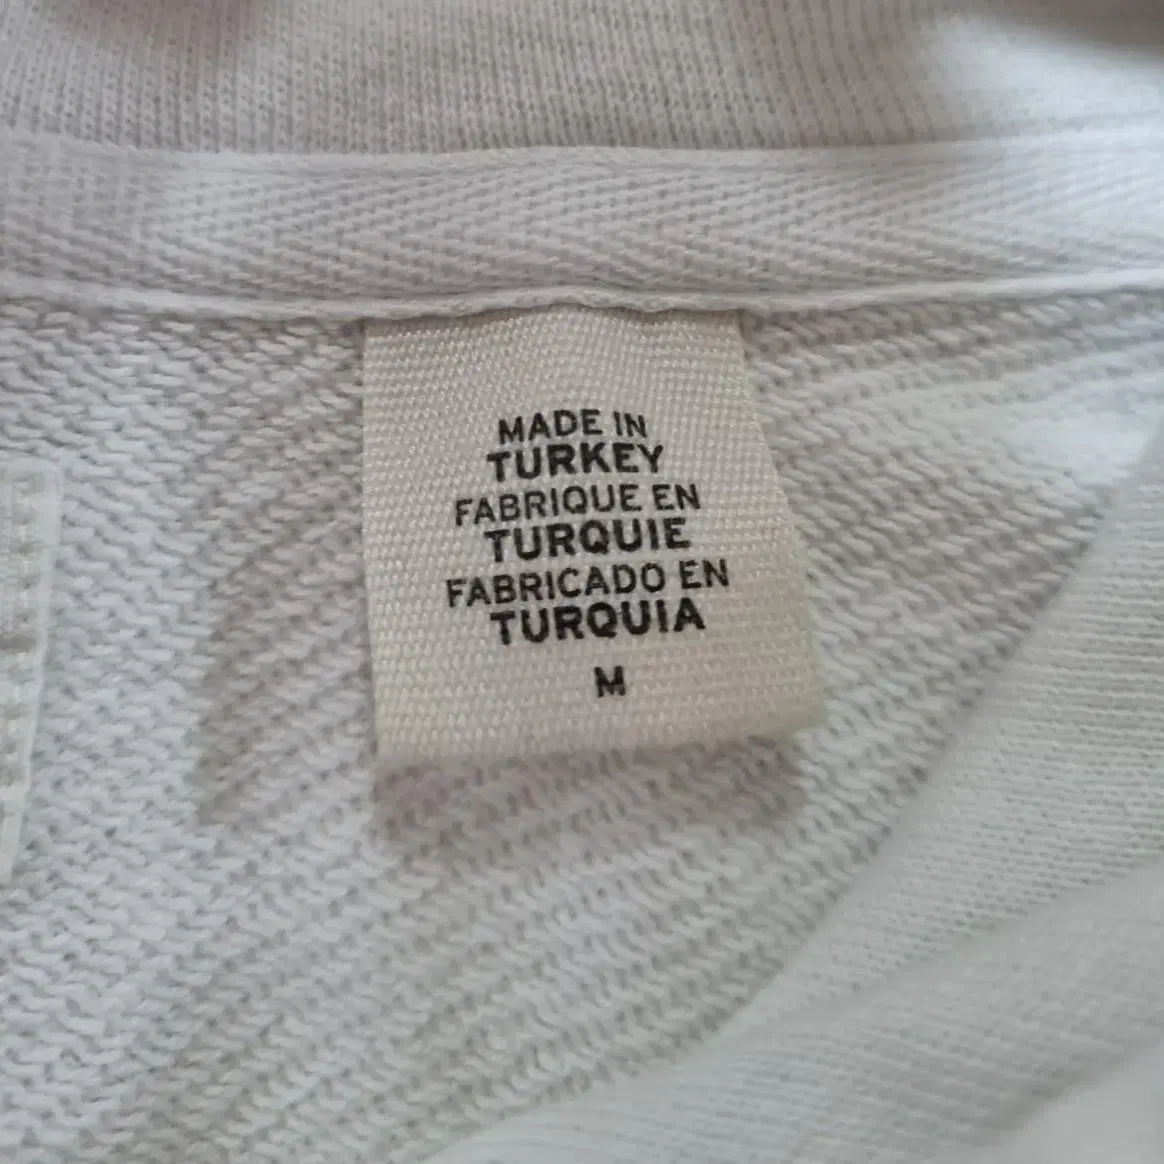 MADE IN
TURKEY
FABRIQUE EN
TURQUIE
FABRICADO EN
TURQUIA
M